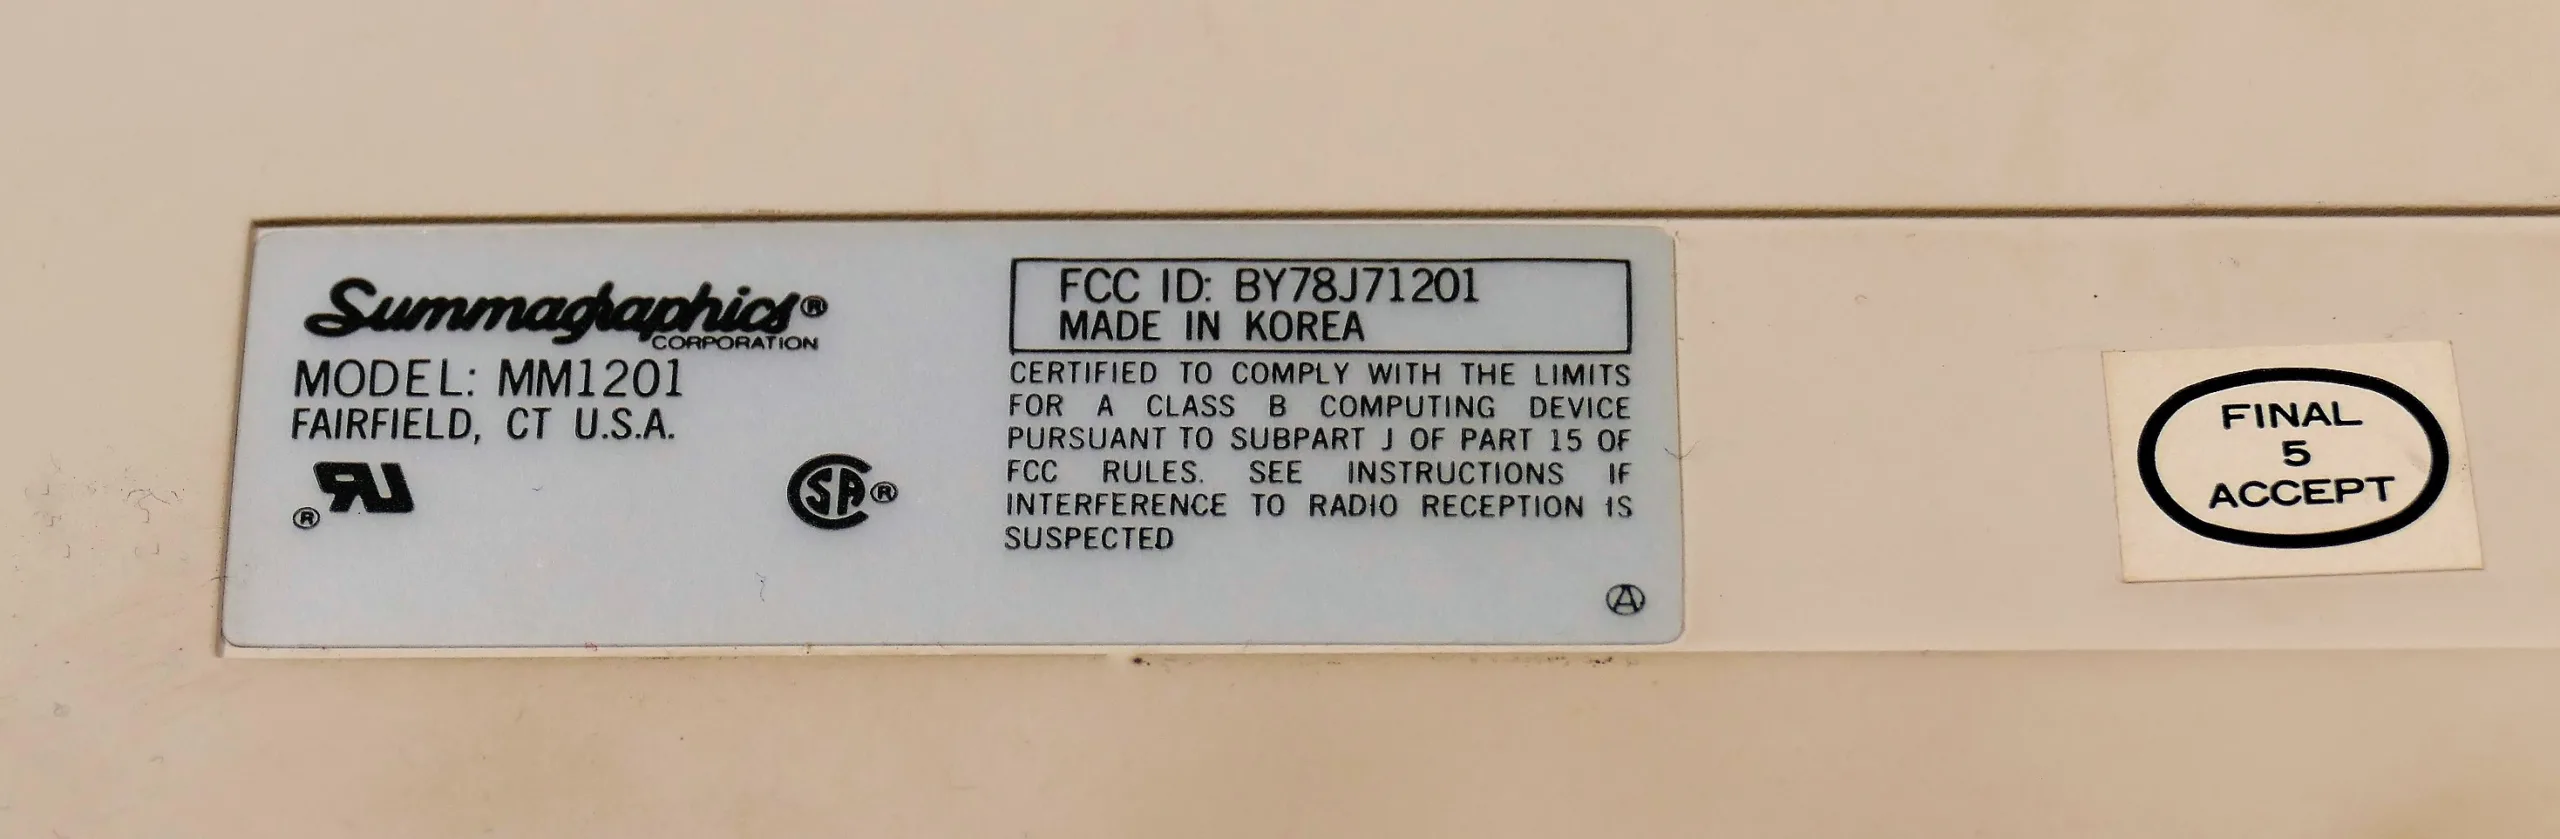 Summagraphics®
CORPORATION
MODEL: MM1201
FAIRFIELD, CT U.S.A.
®
SA®
FCC ID: BY78J71201
MADE IN KOREA
CERTIFIED TO COMPLY WITH THE LIMITS
FOR A CLASS B COMPUTING DEVICE
PURSUANT TO SUBPART J OF PART 15 OF
FCC RULES. SEE INSTRUCTIONS IF
INTERFERENCE TO RADIO RECEPTION IS
SUSPECTED
A
FINAL
5
ACCEPT